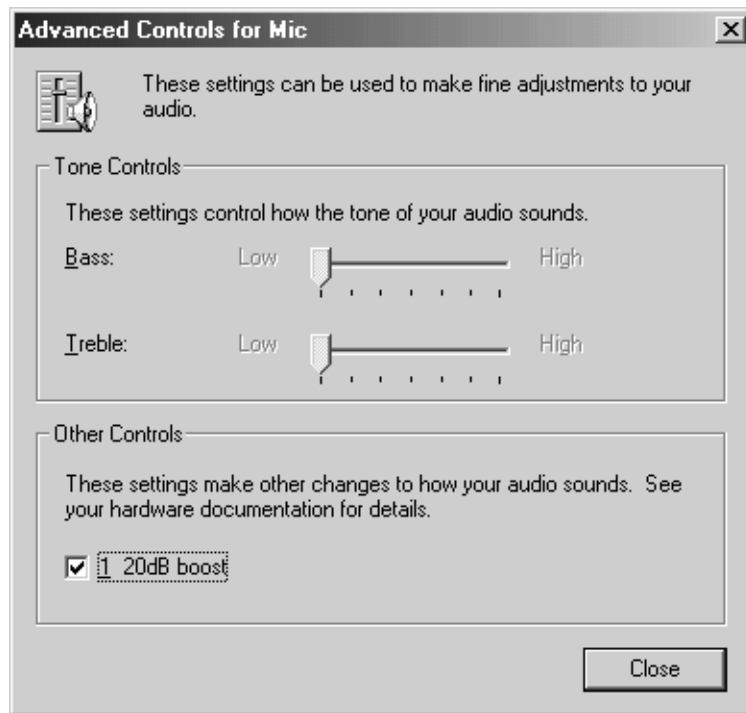 Advanced Controls for Mic
These settings can be used to make fine adjustments to your
audio.
Tone Controls
These settings control how the tone of your audio sounds.
Bass: Low High
Treble: Low High
Other Controls
These settings make other changes to how your audio sounds. See
your hardware documentation for details.
1 20dB boost
Close